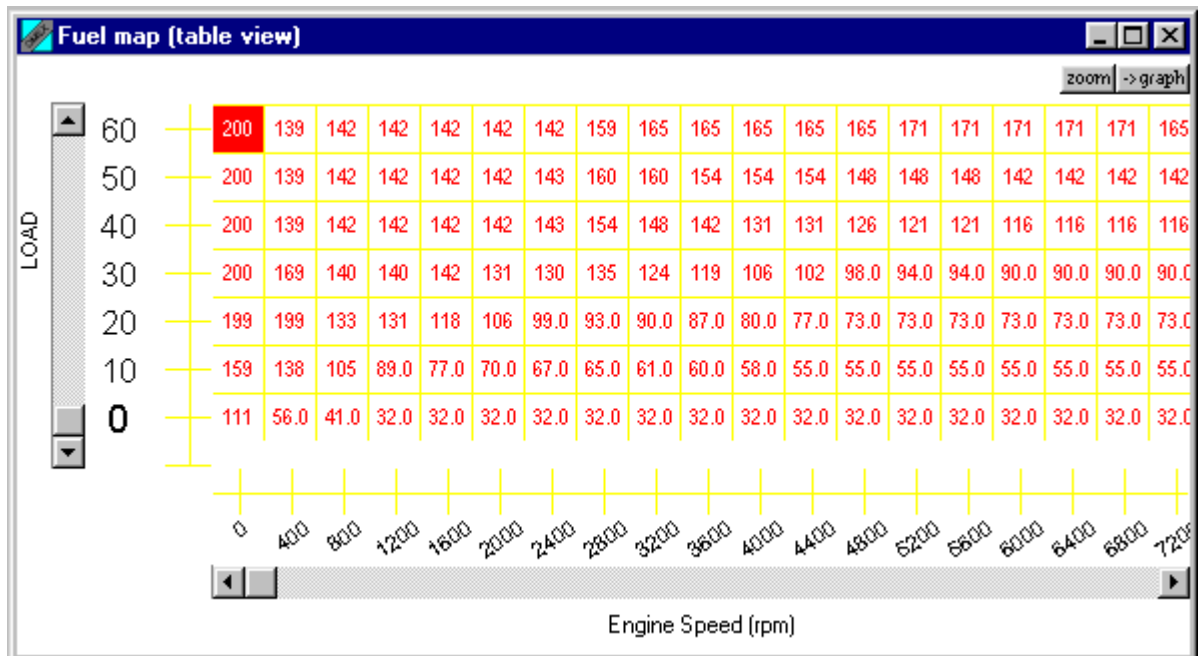 Fuel map (table view)
zoom ->graph
60 200 139 142 142 142 142 142 159 165 165 165 165 165 171 171 171 171 171 165
50 200 139 142 142 142 143 160 160 154 154 154 148 148 148 142 142 142 142
40 200 139 142 142 142 143 154 148 142 131 131 126 121 121 116 116 116 116
30 200 169 140 140 142 131 130 135 124 119 106 102 98.0 94.0 94.0 90.0 90.0 90.0 90.0
20 199 199 133 131 118 106 99.0 93.0 90.0 87.0 80.0 77.0 73.0 73.0 73.0 73.0 73.0 73.0 73.0
10 159 138 105 89.0 77.0 70.0 67.0 65.0 61.0 60.0 58.0 55.0 55.0 55.0 55.0 55.0 55.0 55.0 55.0
0 111 56.0 41.0 32.0 32.0 32.0 32.0 32.0 32.0 32.0 32.0 32.0 32.0 32.0 32.0 32.0 32.0 32.0 32.0
LOAD
0 400 800 1200 1600 2000 2400 2800 3200 3600 4000 4400 4800 5200 5600 6000 6400 6800 720
Engine Speed (rpm)